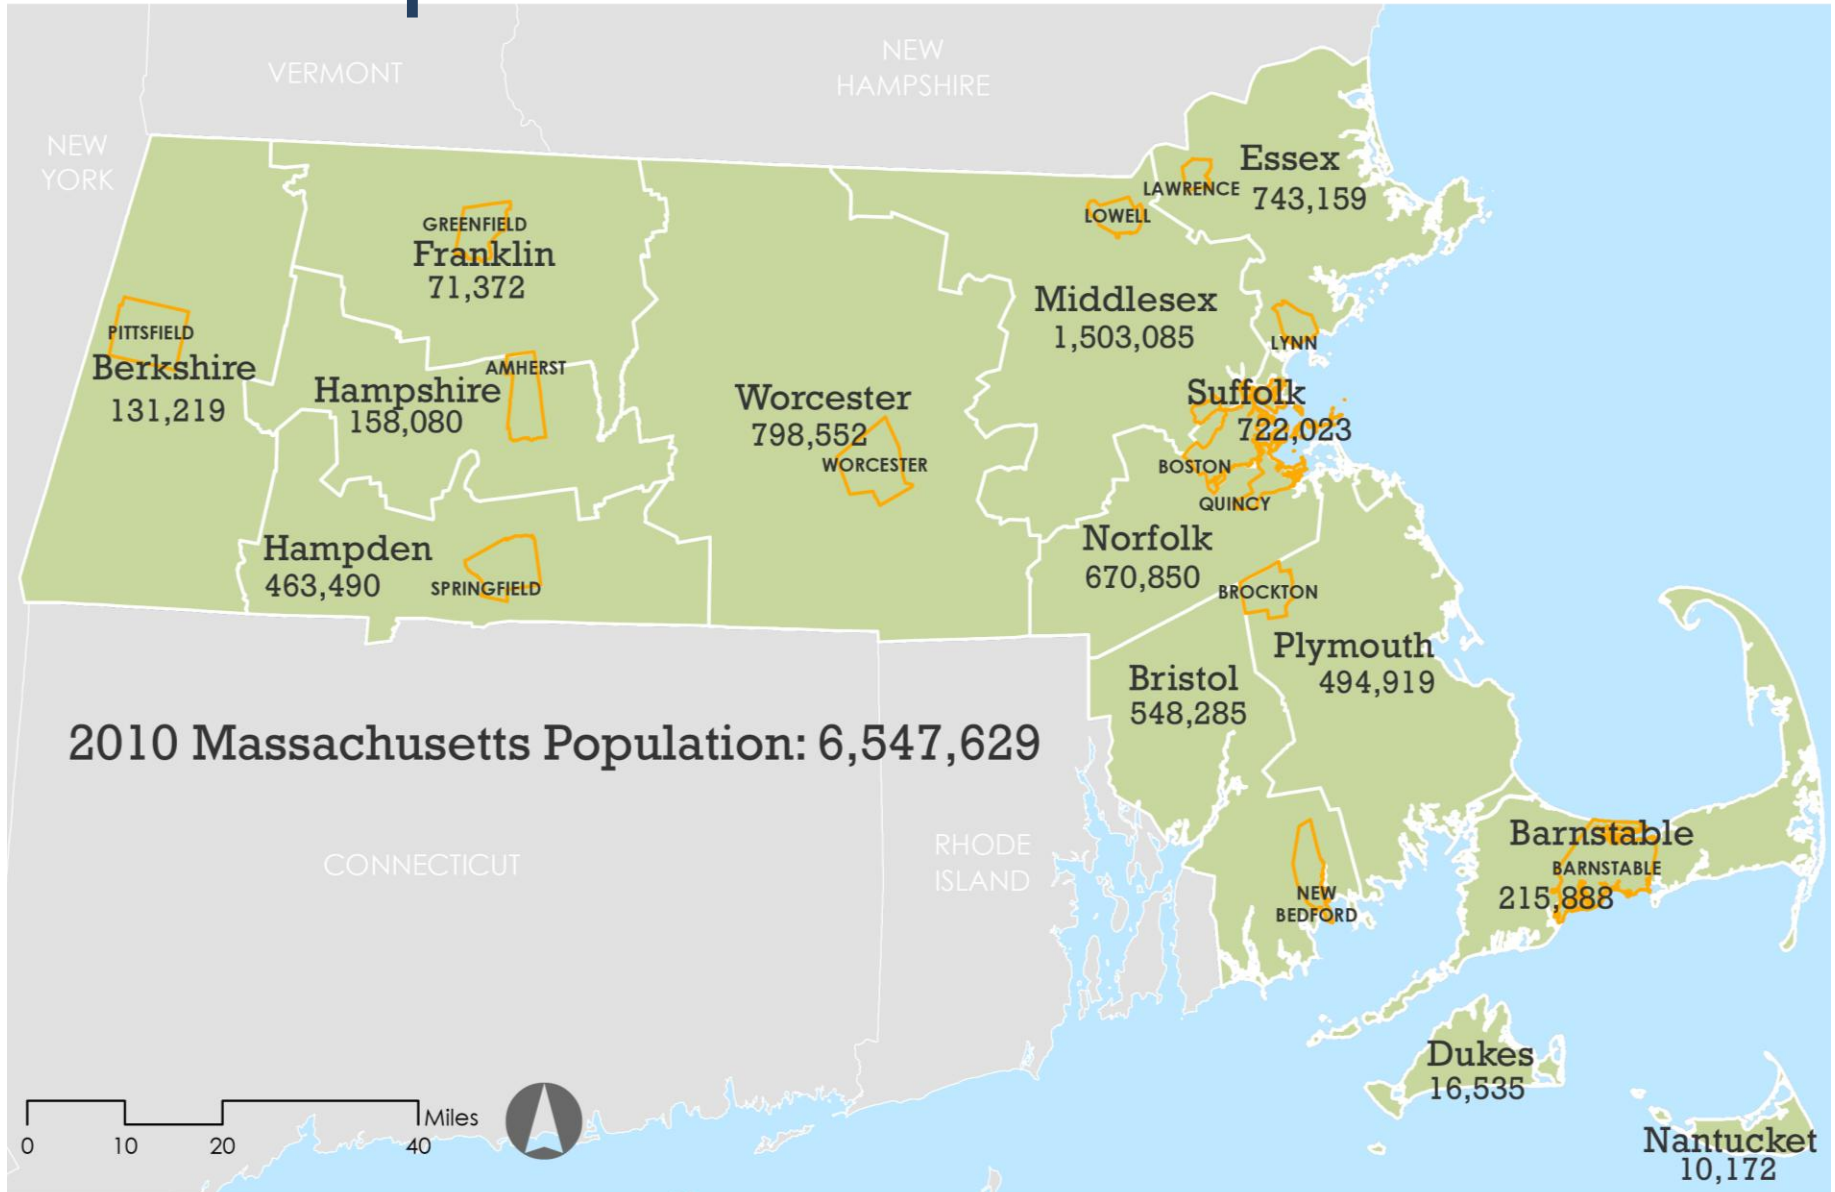 VERMONT
NEW
HAMPSHIRE
NEW
YORK
Essex
743,159
LAWRENCE
LOWELL
GREENFIELD
Franklin
71,372
Middlesex
1,503,085
LYNN
PITTSFIELD
Berkshire
131,219
AMHERST
Hampshire
158,080
Worcester
798,552
WORCESTER
Suffolk
722,023
BOSTON
QUINCY
Norfolk
670,850
Hampden
463,490
SPRINGFIELD
BROCKTON
Plymouth
494,919
Bristol
548,285
2010 Massachusetts Population: 6,547,629
RHODE
ISLAND
CONNECTICUT
Barnstable
BARNSTABLE
215,888
NEW
BEDFORD
Dukes
16,535
Nantucket
10,172
Miles
0 10 20 40